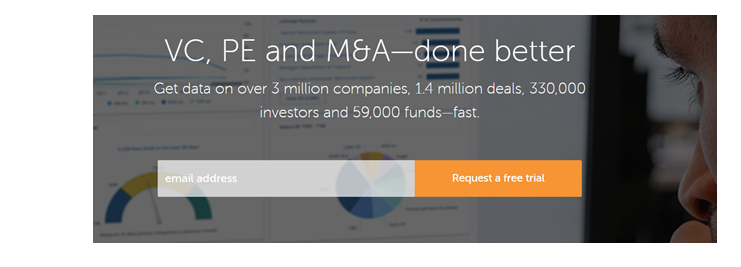 VC, PE and M&A—done better
Get data on over 3 million companies, 1.4 million deals, 330,000
investors and 59,000 funds—fast.
email address
Request a free trial